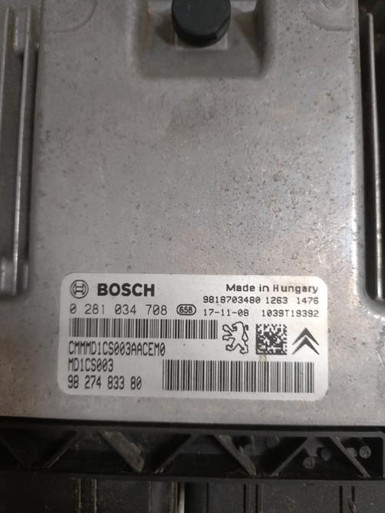 BOSCH
Made in Hungary
9818703480 1263 1476
0 281 034 708 658 17-11-08 1039T19392
CMMMD1CS003AACEM0
MD1CS003
98 274 833 80